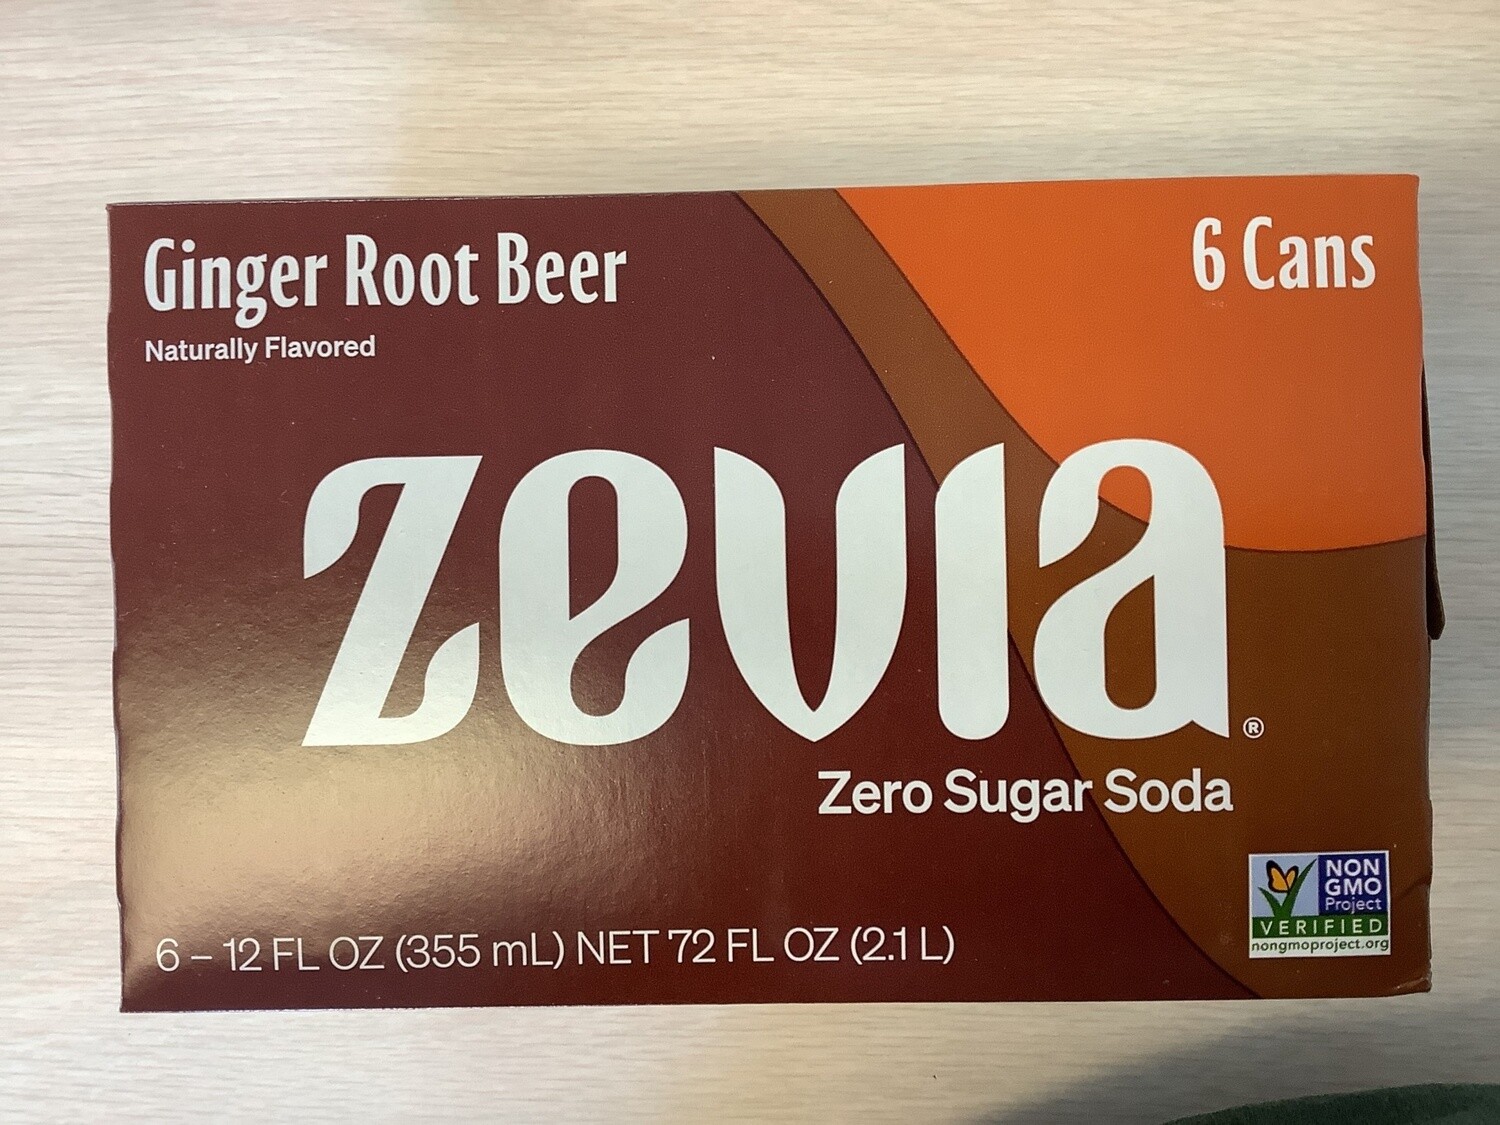 Ginger Root Beer
Naturally Flavored
6 Cans
zevia®
Zero Sugar Soda
NON
GMO
Project
VERIFIED
nongmoproject.org
6 – 12 FL OZ (355 mL) NET 72 FL OZ (2.1 L)